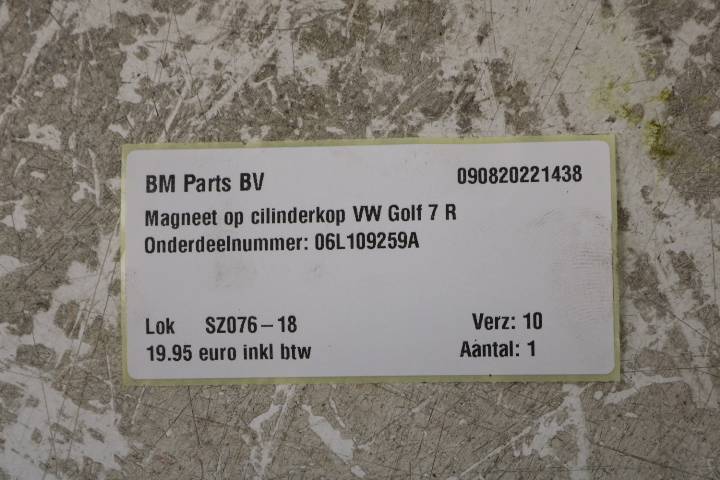 BM Parts BV 090820221438
Magneet op cilinderkop VW Golf 7 R
Onderdeelnummer: 06L109259A
Lok SZ076-18 Verz: 10
19.95 euro inkl btw Aantal: 1